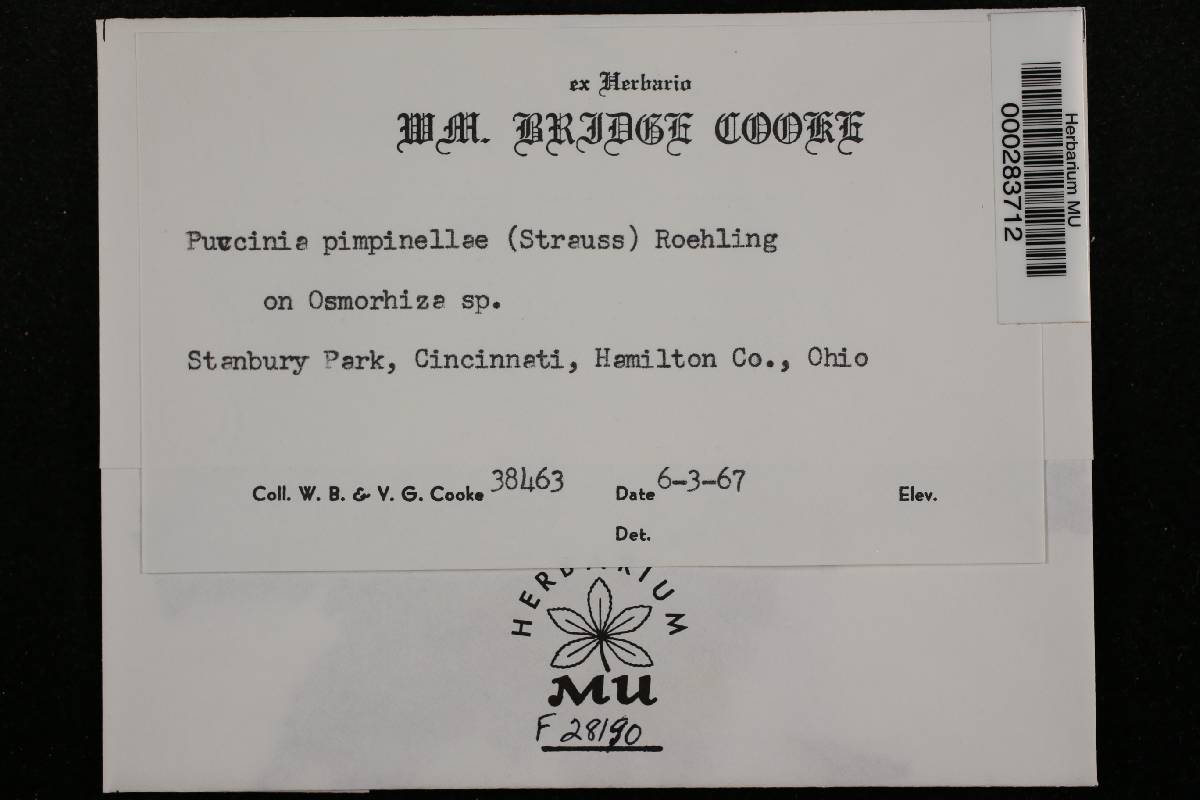 ex Herbario
WM. BRIDGE COOKE
Puccinia pimpinellae (Strauss) Roehling
on Osmorhiza sp.
Stanbury Park, Cincinnati, Hamilton Co., Ohio
Coll. W. B. & V. G. Cooke 38463 Date 6-3-67 Elev.
Det.
HERBARIUM
MU
F 28190
Herbarium MU
000283712